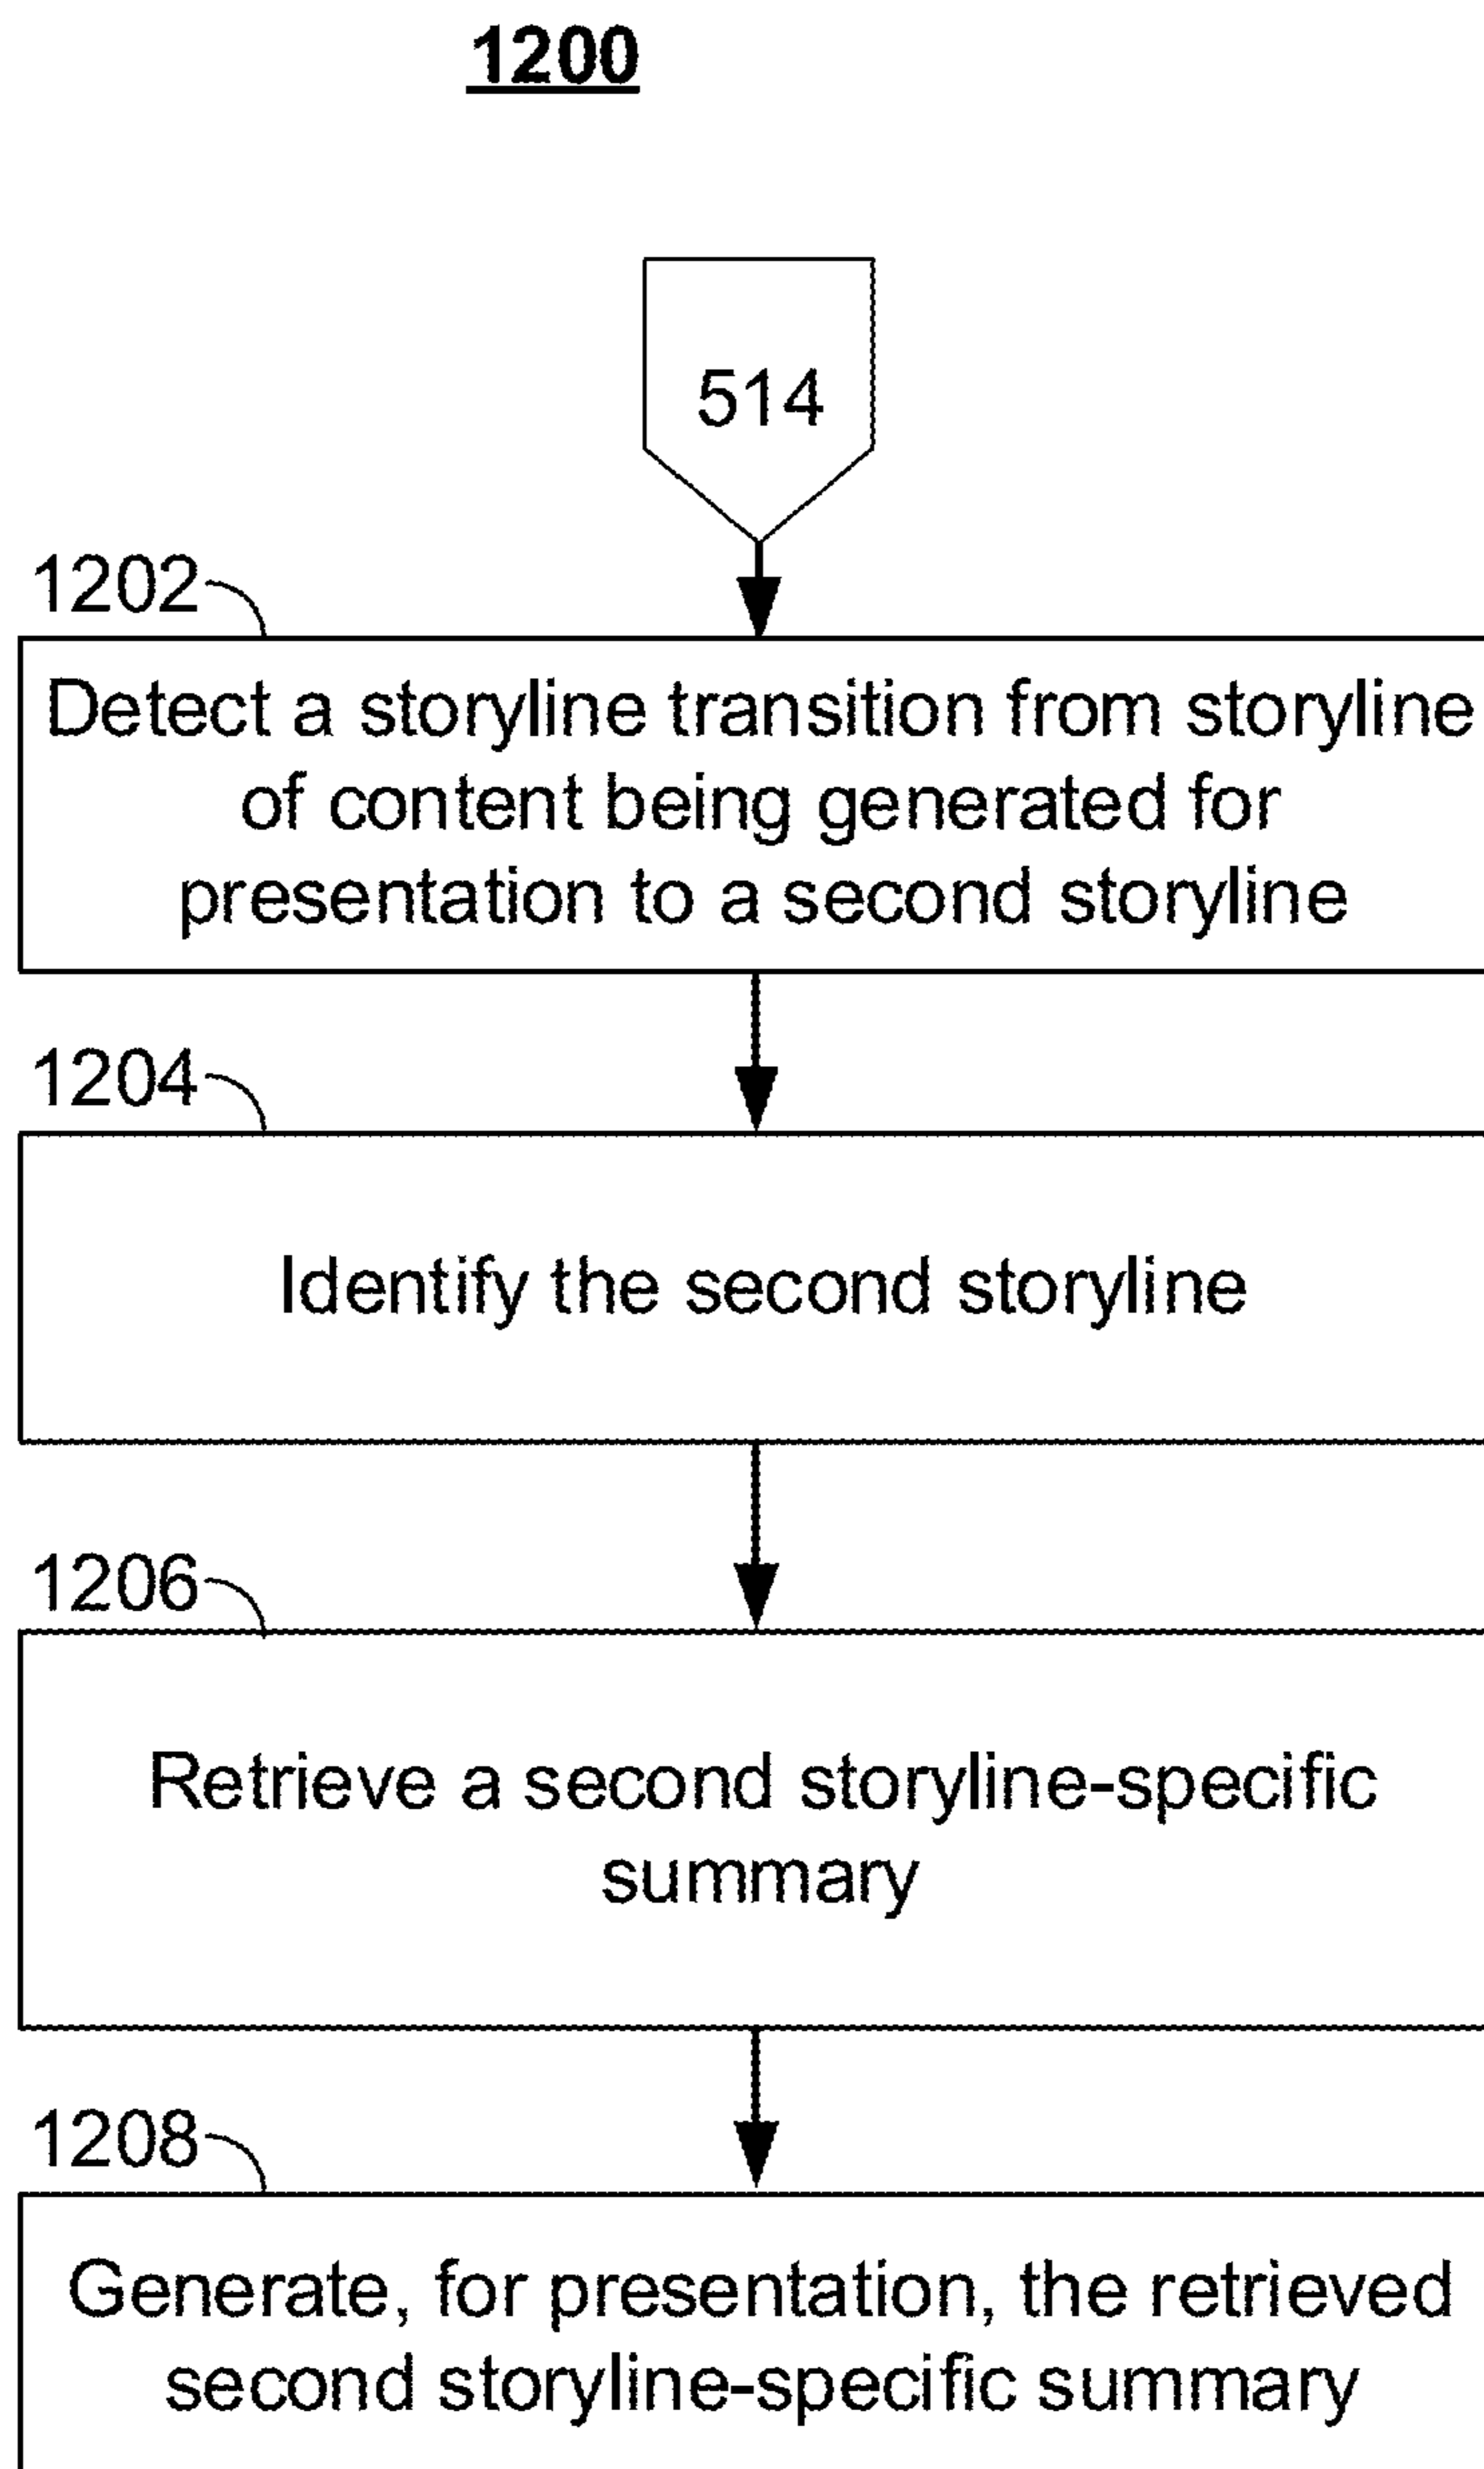 1200
514
1202
Detect a storyline transition from storyline
of content being generated for
presentation to a second storyline
1204
Identify the second storyline
1206
Retrieve a second storyline-specific
summary
1208
Generate, for presentation, the retrieved
second storyline-specific summary